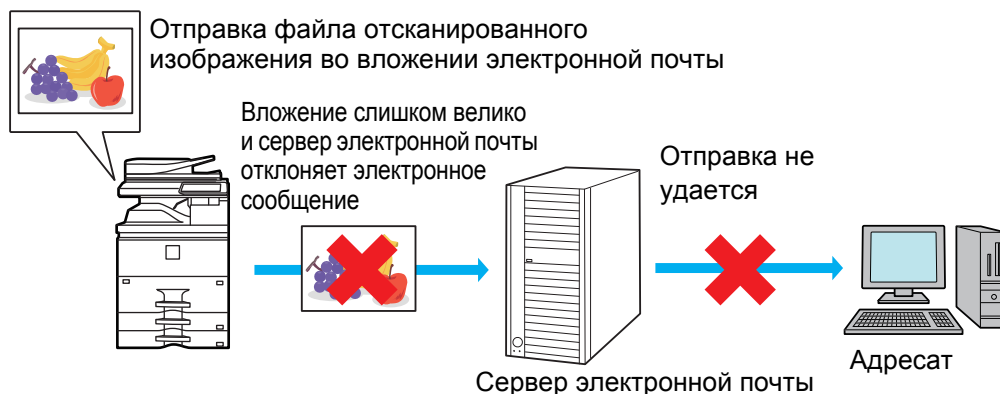 Отправка файла отсканированного
изображения во вложении электронной почты
Вложение слишком велико
и сервер электронной почты
отклоняет электронное
сообщение
Отправка не
удается
Адресат
Сервер электронной почты